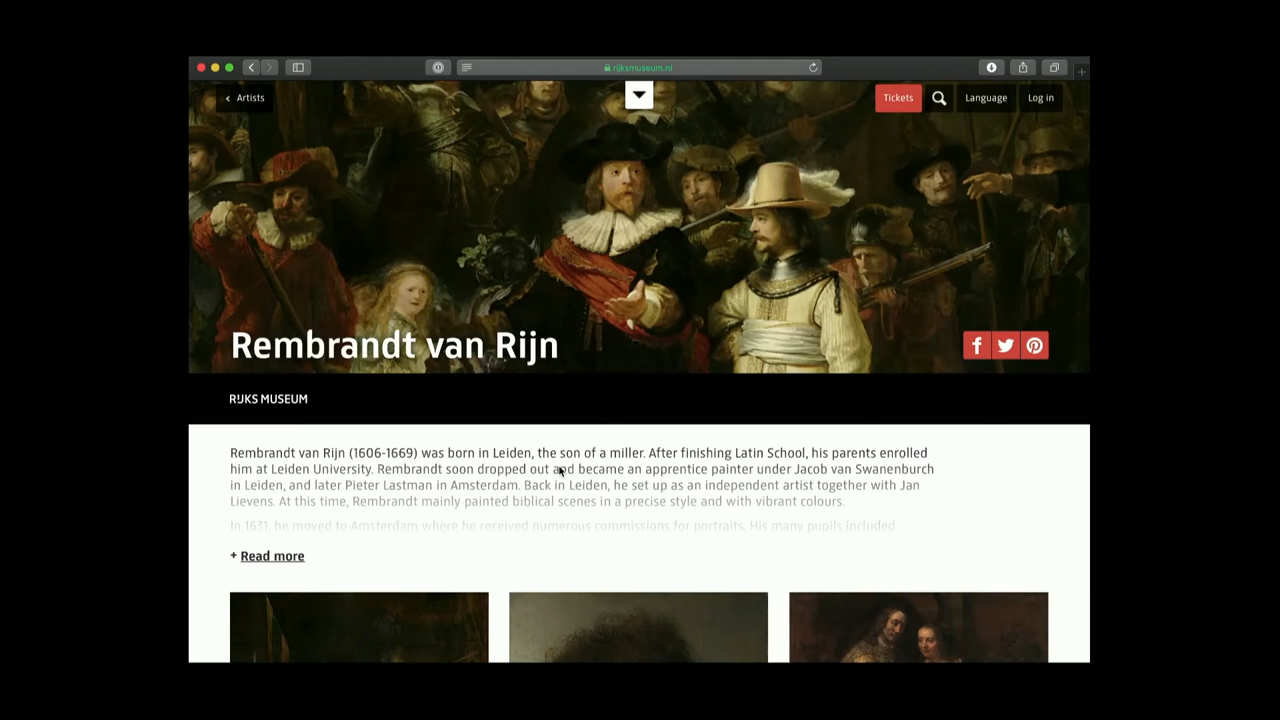 rijksmuseum.nl
Artists
Tickets
Language
Log in
Rembrandt van Rijn
RIJKS MUSEUM
Rembrandt van Rijn (1606-1669) was born in Leiden, the son of a miller. After finishing Latin School, his parents enrolled
him at Leiden University. Rembrandt soon dropped out and became an apprentice painter under Jacob van Swanenburch
in Leiden, and later Pieter Lastman in Amsterdam. Back in Leiden, he set up as an independent artist together with Jan
Lievens. At this time, Rembrandt mainly painted biblical scenes in a precise style and with vibrant colours.
In 1631, he moved to Amsterdam where he received numerous commissions for portraits. His many pupils included
+ Read more